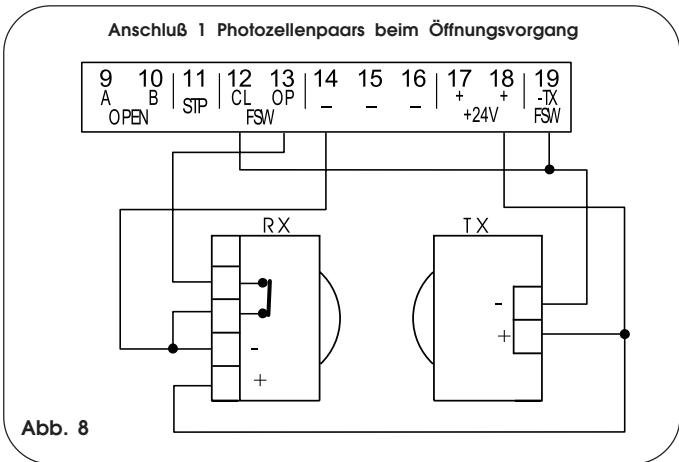 Anschluß 1 Photozellenpaars beim Öffnungsvorgang
9 10 11 12 13 14 15 16 17 18 19
A B STP CL OP – – – + + -TX
OPEN FSW +24V FSW
RX TX
-
+
-
+
Abb. 8